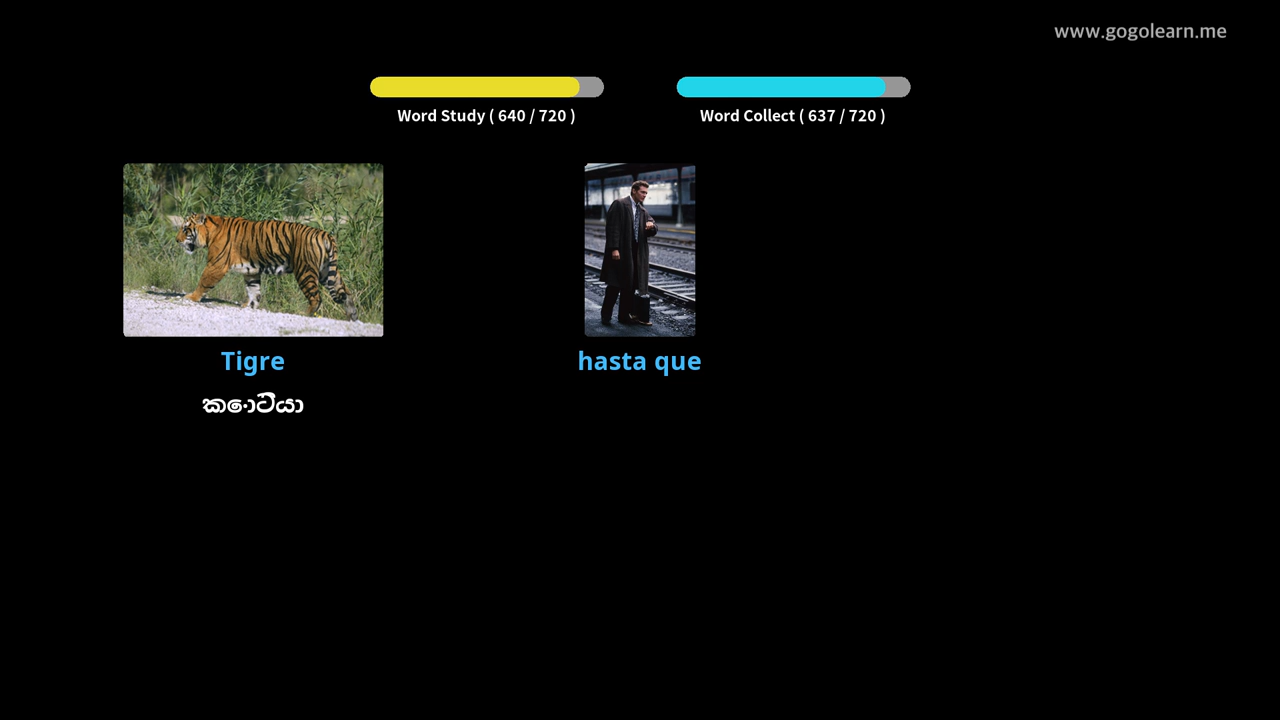 www.gogolearn.me
Word Study ( 640 / 720 )
Word Collect ( 637 / 720 )
Tigre
hasta que
කොටියා